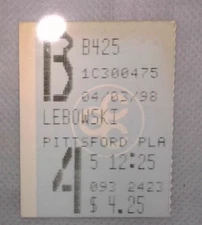 B
B425
1C300475
04/03/98
LEBOWSKI
PITTSFORD PLA
4
5 12:25
093 2423
$ 4.25